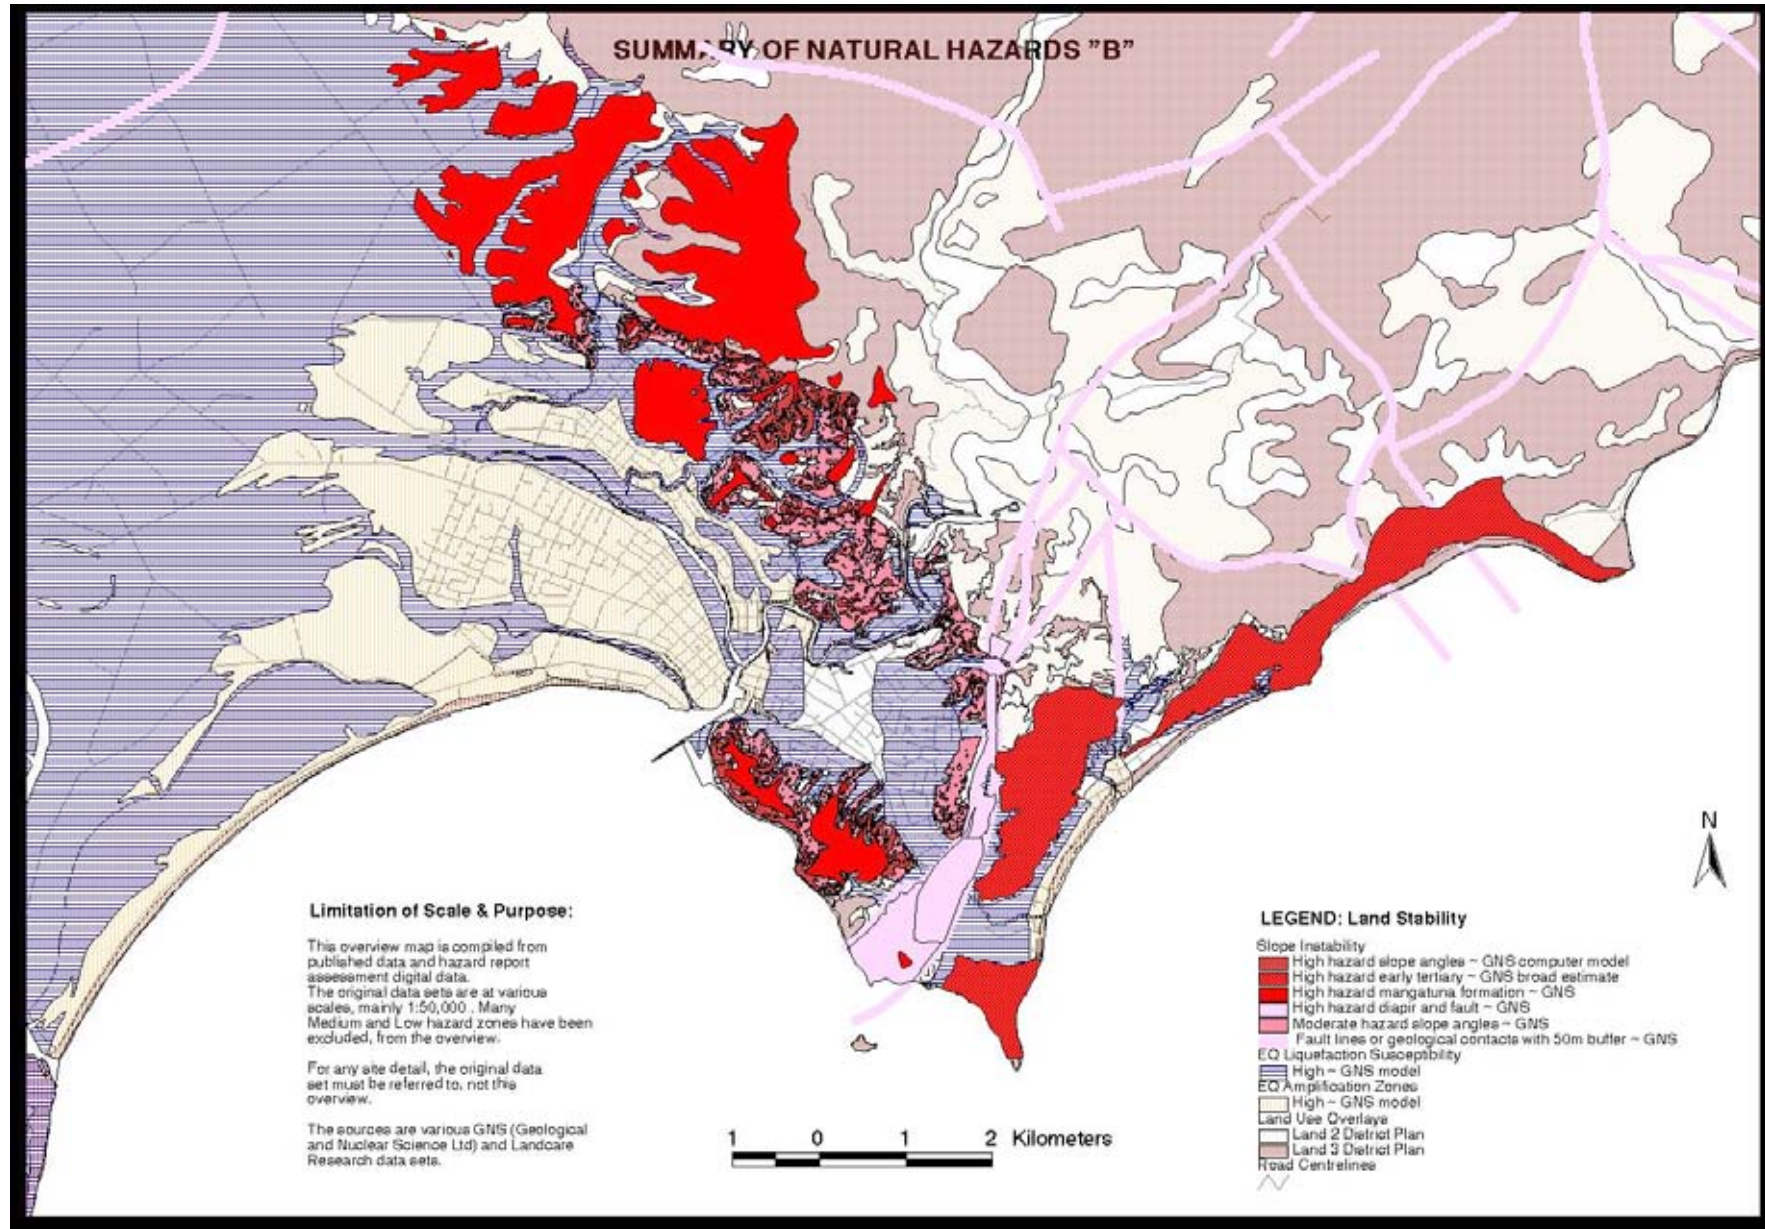 SUMMARY OF NATURAL HAZARDS "B"
Limitation of Scale & Purpose:
This overview map is compiled from
published data and hazard report
assessment digital data.
The original data sets are at various
scales, mainly 1:50,000 . Many
Medium and Low hazard zones have been
excluded, from the overview.
For any site detail, the original data
set must be referred to, not this
overview.
The sources are various GNS (Geological
and Nuclear Science Ltd) and Landcare
Research data sets.
1 0 1 2 Kilometers
N
LEGEND: Land Stability
Slope Instability
High hazard slope angles ~ GNS computer model
High hazard early tertiary ~ GNS broad estimate
High hazard mangatuna formation ~ GNS
High hazard diapir and fault ~ GNS
Moderate hazard slope angles ~ GNS
Fault lines or geological contacts with 50m buffer ~ GNS
EQ Liquefaction Susceptibility
High ~ GNS model
EQ Amplification Zones
High ~ GNS model
Land Use Overlays
Land 2 District Plan
Land 3 District Plan
Road Centrelines